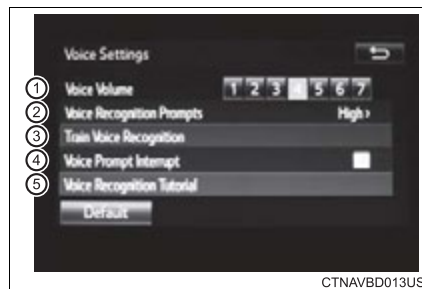 Voice Settings
1 Voice Volume 1 2 3 4 5 6 7
2 Voice Recognition Prompts High ›
3 Train Voice Recognition
4 Voice Prompt Interrupt
5 Voice Recognition Tutorial
Default
CTNAVBD013US